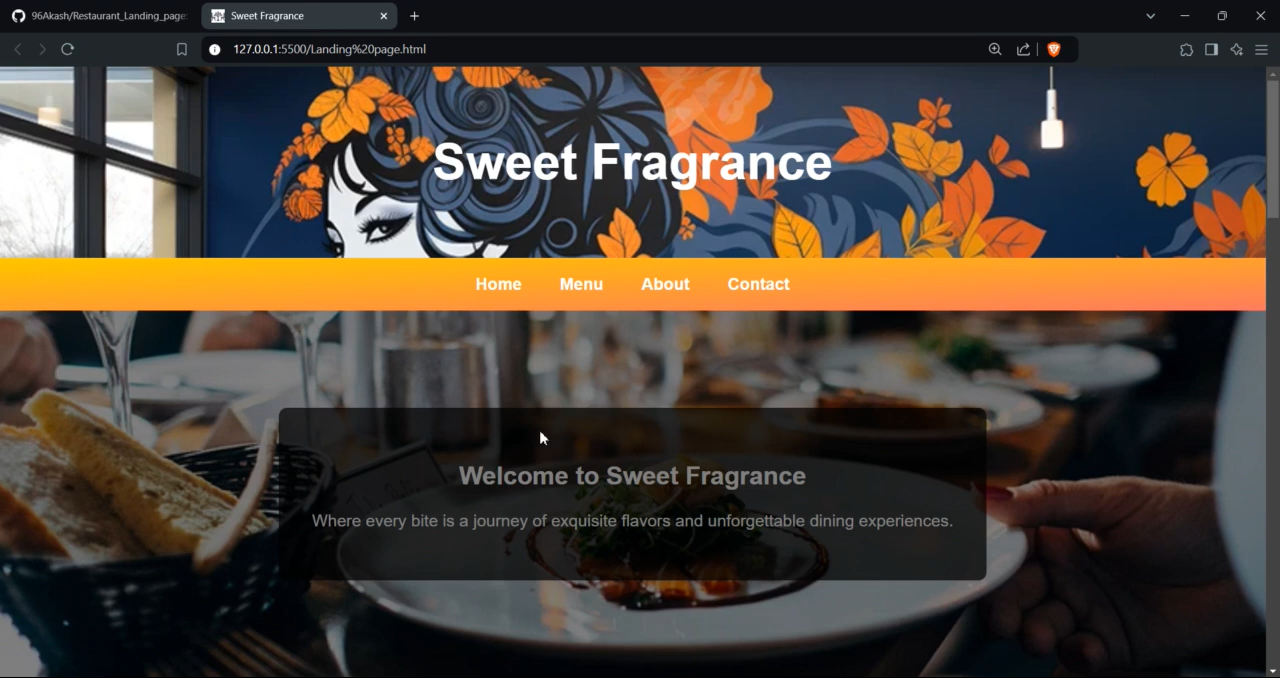 96Akash/Restaurant_Landing_page:
Sweet Fragrance
127.0.0.1:5500/Landing%20page.html
Sweet Fragrance
Home Menu About Contact
Welcome to Sweet Fragrance
Where every bite is a journey of exquisite flavors and unforgettable dining experiences.